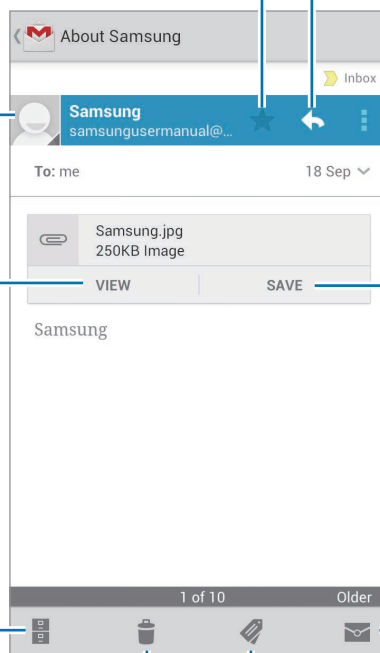 About Samsung
Inbox
Samsung
samsungusermanual@...
To: me
18 Sep
Samsung.jpg
250KB Image
VIEW
SAVE
Samsung
1 of 10
Older